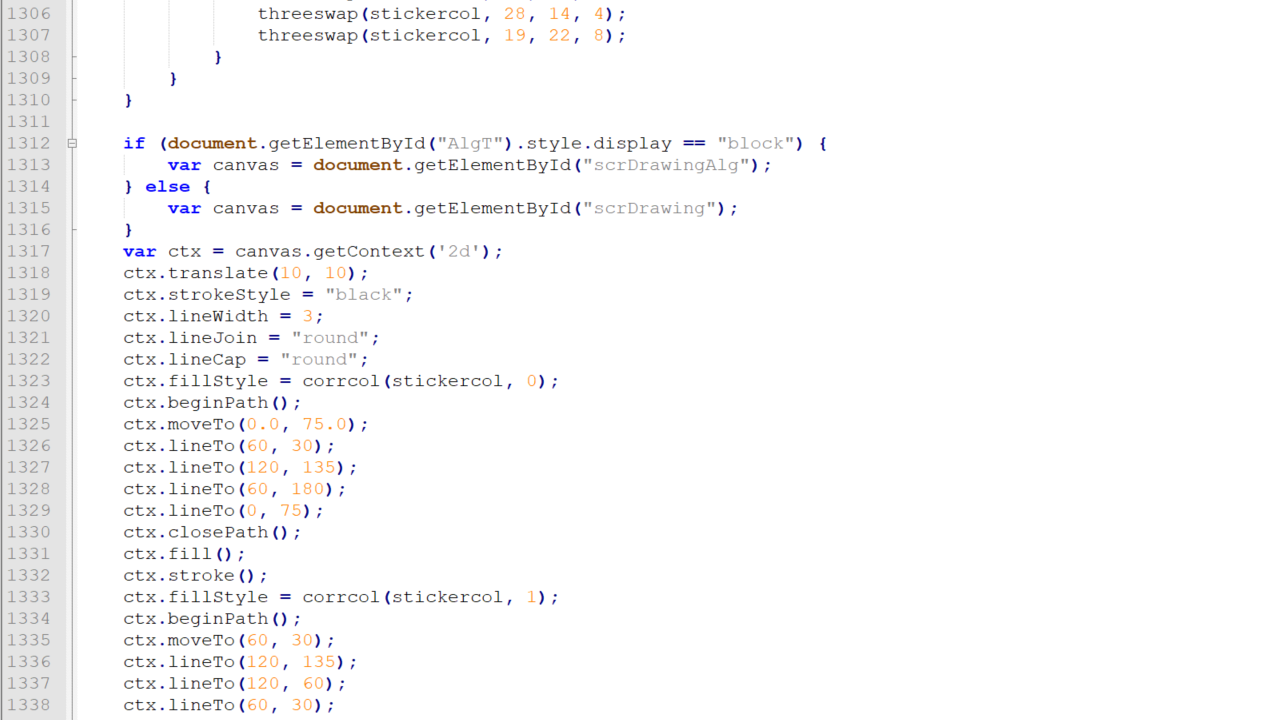 1306 threeswap(stickercol, 28, 14, 4);
1307 threeswap(stickercol, 19, 22, 8);
1308 }
1309 }
1310 }
1311
1312 if (document.getElementById("AlgT").style.display == "block") {
1313 var canvas = document.getElementById("scrDrawingAlg");
1314 } else {
1315 var canvas = document.getElementById("scrDrawing");
1316 }
1317 var ctx = canvas.getContext('2d');
1318 ctx.translate(10, 10);
1319 ctx.strokeStyle = "black";
1320 ctx.lineWidth = 3;
1321 ctx.lineJoin = "round";
1322 ctx.lineCap = "round";
1323 ctx.fillStyle = corrcol(stickercol, 0);
1324 ctx.beginPath();
1325 ctx.moveTo(0.0, 75.0);
1326 ctx.lineTo(60, 30);
1327 ctx.lineTo(120, 135);
1328 ctx.lineTo(60, 180);
1329 ctx.lineTo(0, 75);
1330 ctx.closePath();
1331 ctx.fill();
1332 ctx.stroke();
1333 ctx.fillStyle = corrcol(stickercol, 1);
1334 ctx.beginPath();
1335 ctx.moveTo(60, 30);
1336 ctx.lineTo(120, 135);
1337 ctx.lineTo(120, 60);
1338 ctx.lineTo(60, 30);